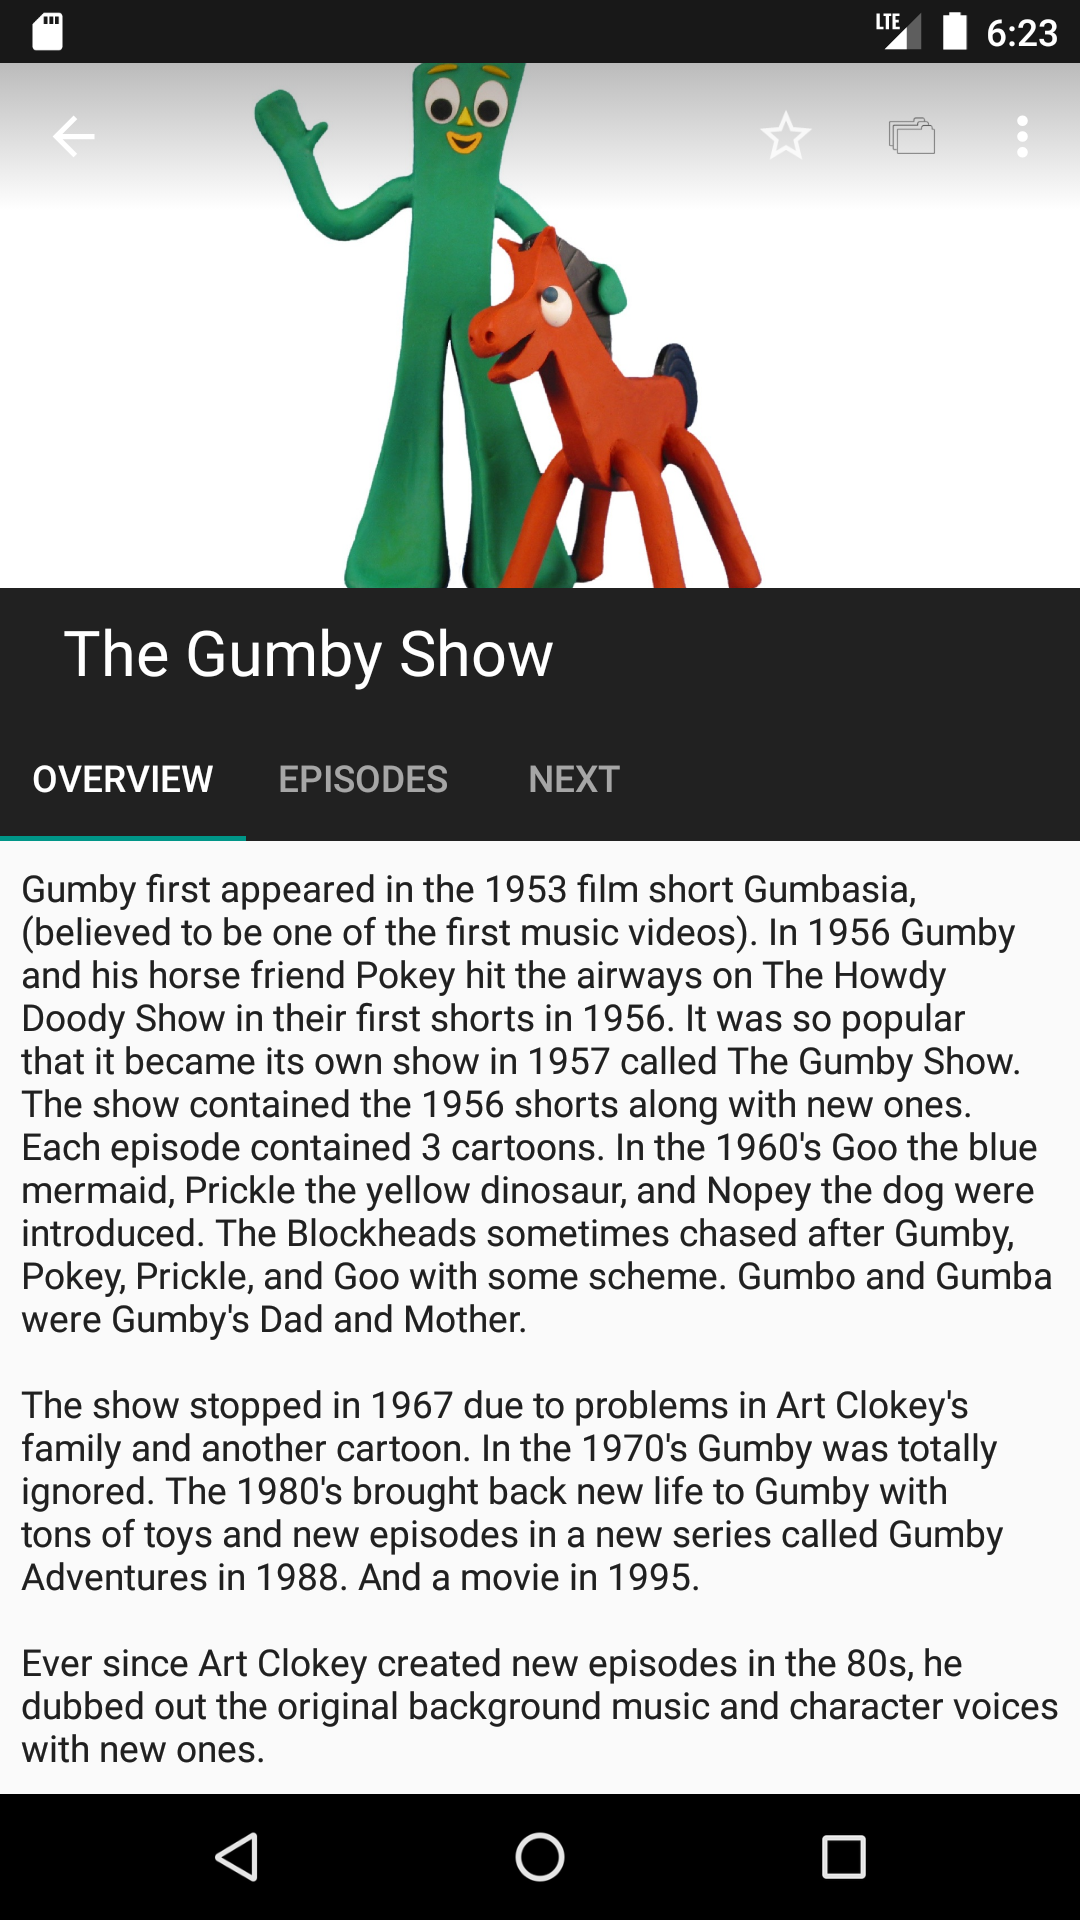 LTE 6:23
The Gumby Show
OVERVIEW EPISODES NEXT
Gumby first appeared in the 1953 film short Gumbasia,
(believed to be one of the first music videos). In 1956 Gumby
and his horse friend Pokey hit the airways on The Howdy
Doody Show in their first shorts in 1956. It was so popular
that it became its own show in 1957 called The Gumby Show.
The show contained the 1956 shorts along with new ones.
Each episode contained 3 cartoons. In the 1960's Goo the blue
mermaid, Prickle the yellow dinosaur, and Nopey the dog were
introduced. The Blockheads sometimes chased after Gumby,
Pokey, Prickle, and Goo with some scheme. Gumbo and Gumba
were Gumby's Dad and Mother.
The show stopped in 1967 due to problems in Art Clokey's
family and another cartoon. In the 1970's Gumby was totally
ignored. The 1980's brought back new life to Gumby with
tons of toys and new episodes in a new series called Gumby
Adventures in 1988. And a movie in 1995.
Ever since Art Clokey created new episodes in the 80s, he
dubbed out the original background music and character voices
with new ones.